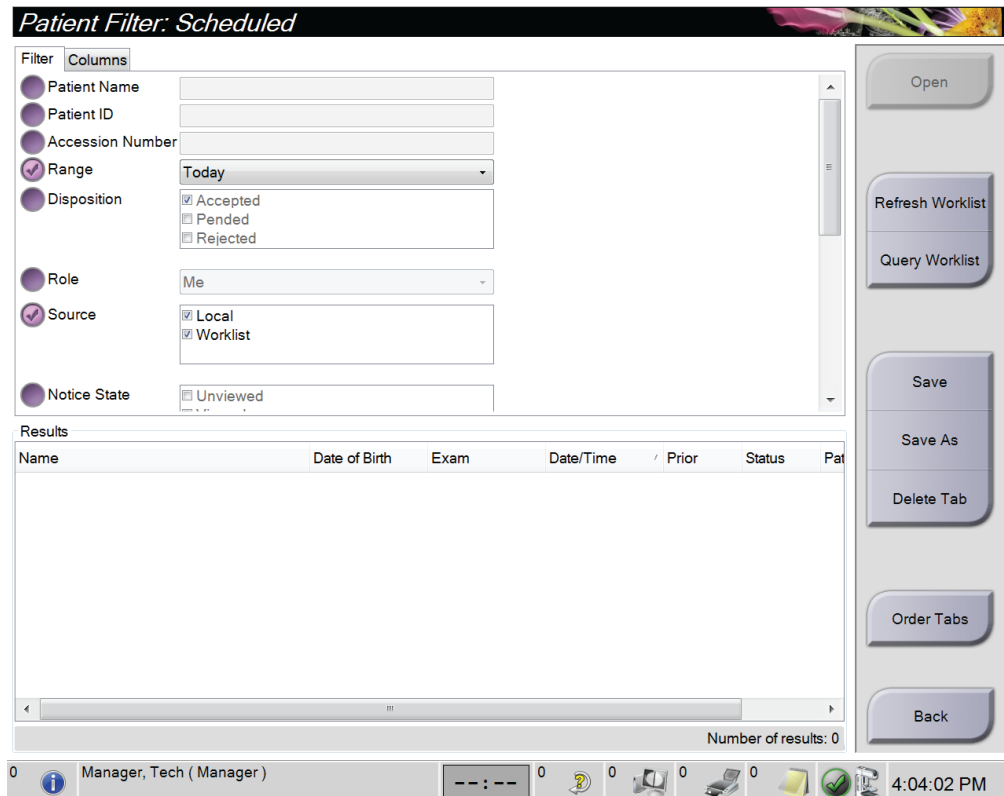 Patient Filter: Scheduled
Filter Columns
Patient Name
Patient ID
Accession Number
Range Today
Disposition Accepted
Pended
Rejected
Role Me
Source Local
Worklist
Notice State Unviewed
Results
Name Date of Birth Exam Date/Time Prior Status Pat
Number of results: 0
Open
Refresh Worklist
Query Worklist
Save
Save As
Delete Tab
Order Tabs
Back
0 Manager, Tech ( Manager ) --:-- 0 0 0 0 4:04:02 PM